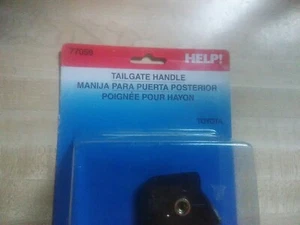 HELP!
TAILGATE HANDLE
MANIJA PARA PUERTA POSTERIOR
POIGNÉE POUR HAYON